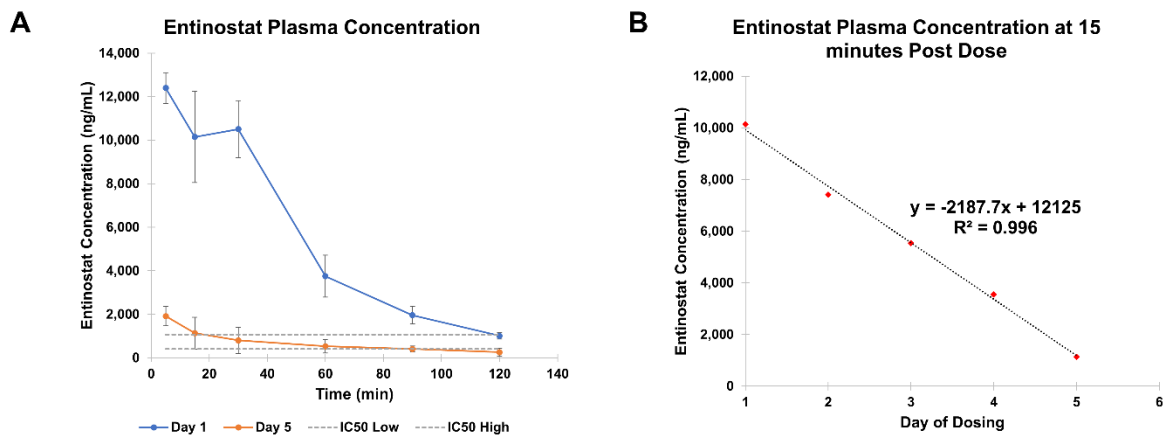 A
Entinostat Plasma Concentration
Entinostat Concentration (ng/mL)
14,000
12,000
10,000
8,000
6,000
4,000
2,000
0
0 20 40 60 80 100 120 140
Time (min)
Day 1 Day 5 IC50 Low IC50 High
B
Entinostat Plasma Concentration at 15
minutes Post Dose
Entinostat Concentration (ng/mL)
12,000
10,000
8,000
6,000
4,000
2,000
0
y = -2187.7x + 12125
R² = 0.996
1 2 3 4 5 6
Day of Dosing